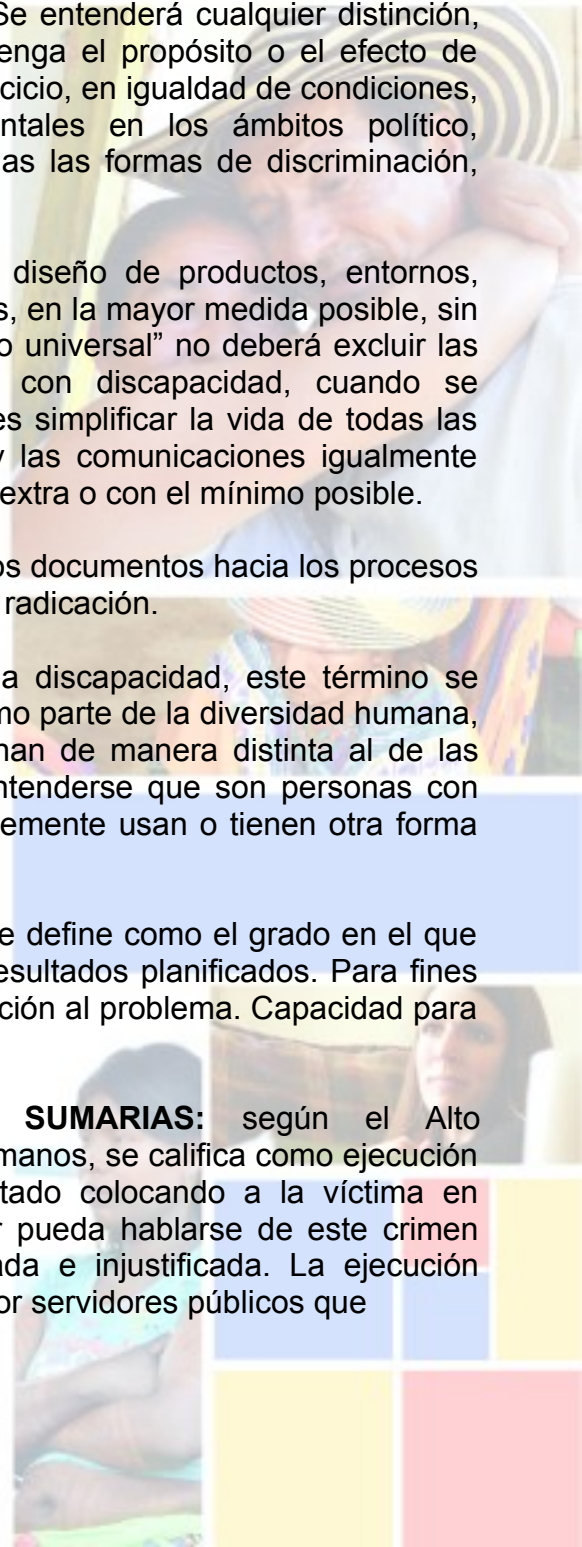 Se entenderá cualquier distinción,
enga el propósito o el efecto de
cicio, en igualdad de condiciones,
ntales en los ámbitos político,
as las formas de discriminación,
diseño de productos, entornos,
s, en la mayor medida posible, sin
o universal” no deberá excluir las
con discapacidad, cuando se
es simplificar la vida de todas las
y las comunicaciones igualmente
extra o con el mínimo posible.
os documentos hacia los procesos
radicación.
a discapacidad, este término se
mo parte de la diversidad humana,
nan de manera distinta al de las
ntenderse que son personas con
lemente usan o tienen otra forma
e define como el grado en el que
esultados planificados. Para fines
ción al problema. Capacidad para
SUMARIAS: según el Alto
manos, se califica como ejecución
tado colocando a la víctima en
r pueda hablarse de este crimen
ada e injustificada. La ejecución
or servidores públicos que